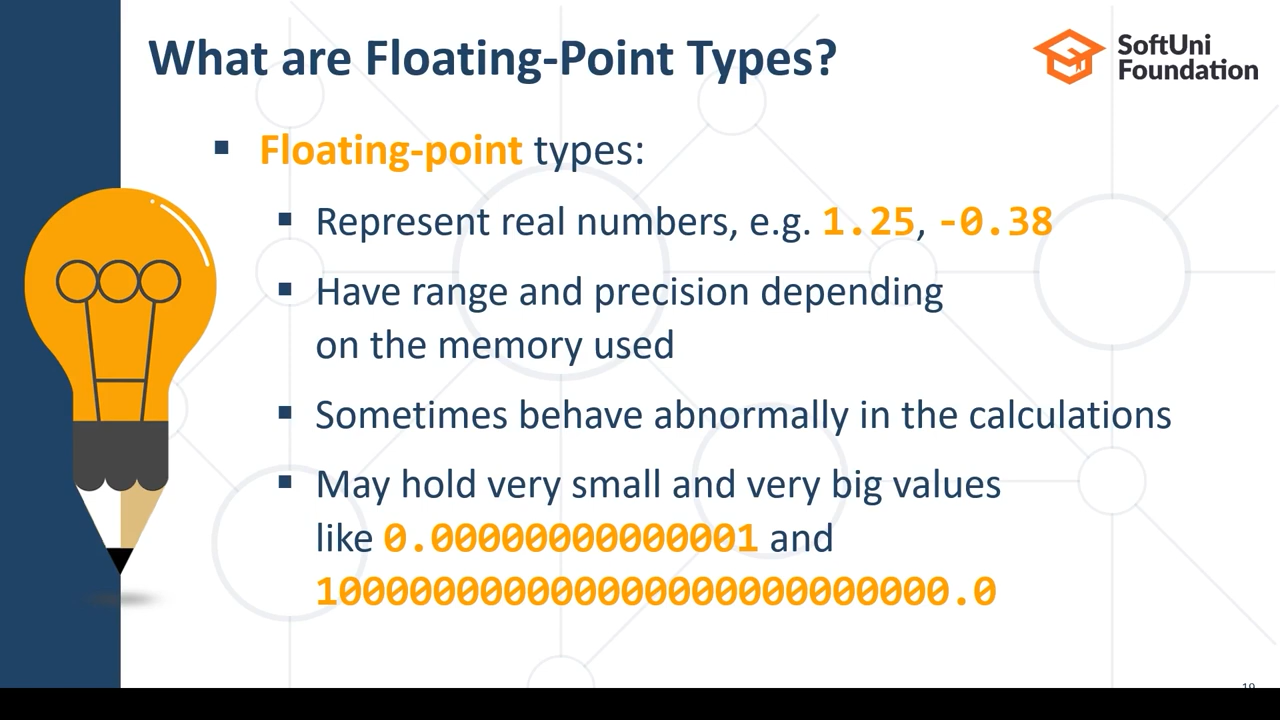 What are Floating-Point Types?
SoftUni
Foundation
▪ Floating-point types:
▪ Represent real numbers, e.g. 1.25, -0.38
▪ Have range and precision depending
on the memory used
▪ Sometimes behave abnormally in the calculations
▪ May hold very small and very big values
like 0.00000000000001 and
100000000000000000000000000.0